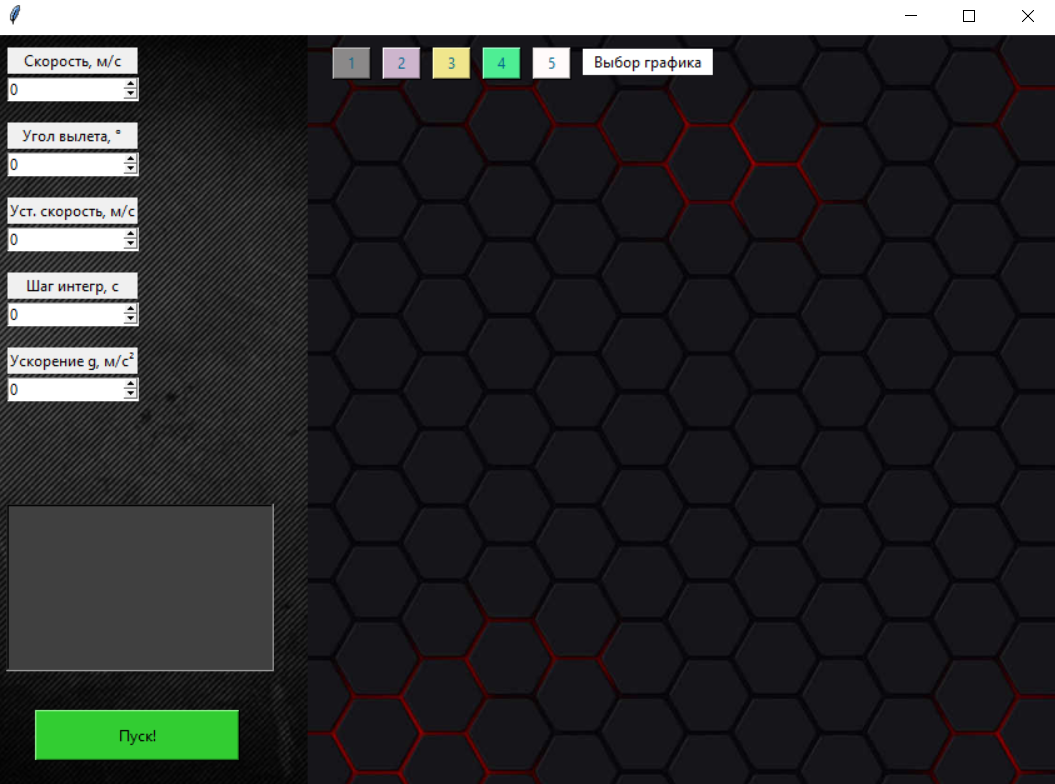 Скорость, м/с
0
Угол вылета, °
0
Уст. скорость, м/с
0
Шаг интегр, с
0
Ускорение g, м/с²
0
Пуск!
1 2 3 4 5 Выбор графика